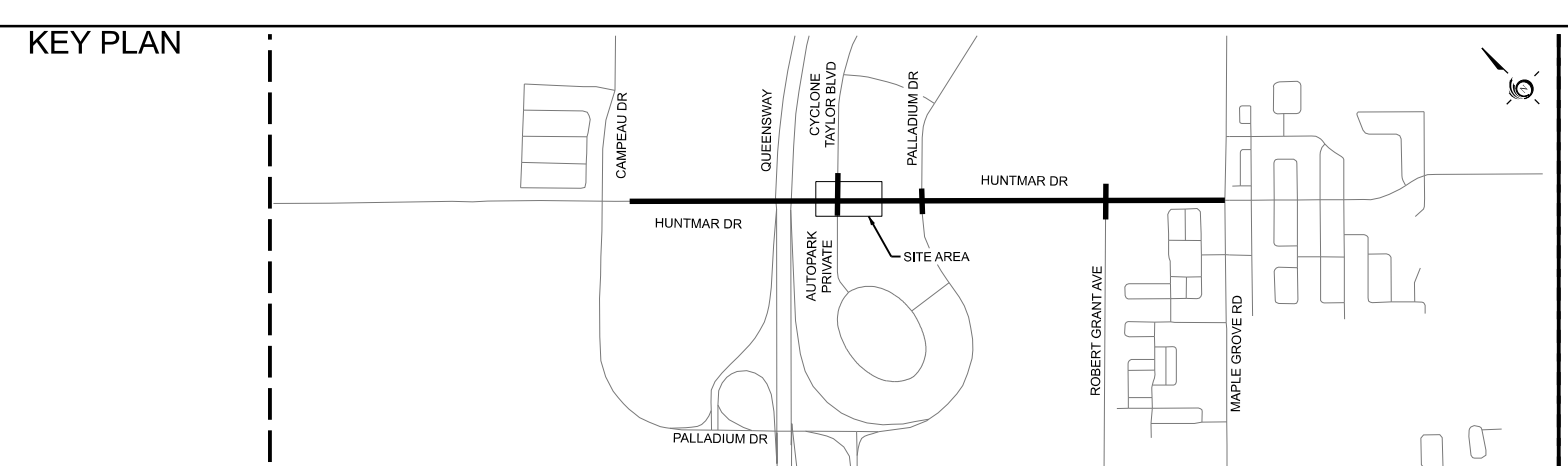 KEY PLAN
CAMPEAU DR
QUEENSWAY
CYCLONE
TAYLOR BLVD
PALLADIUM DR
HUNTMAR DR
HUNTMAR DR
AUTOPARK
PRIVATE
SITE AREA
ROBERT GRANT AVE
MAPLE GROVE RD
PALLADIUM DR